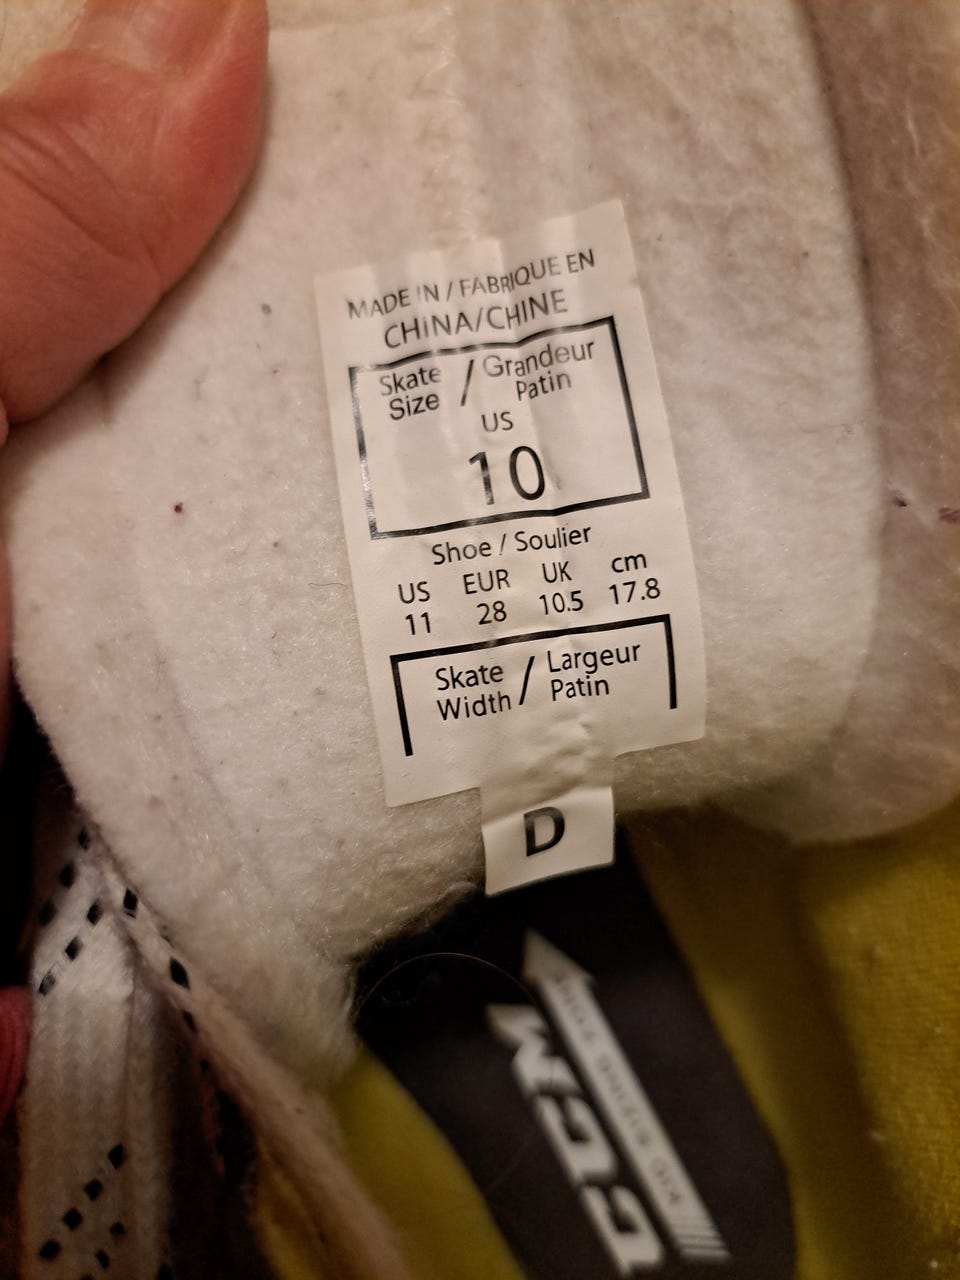 MADE IN / FABRIQUE EN
CHINA/CHINE
Skate Size / Grandeur Patin
US
10
Shoe / Soulier
US EUR UK cm
11 28 10.5 17.8
Skate Width / Largeur Patin
D
CCM